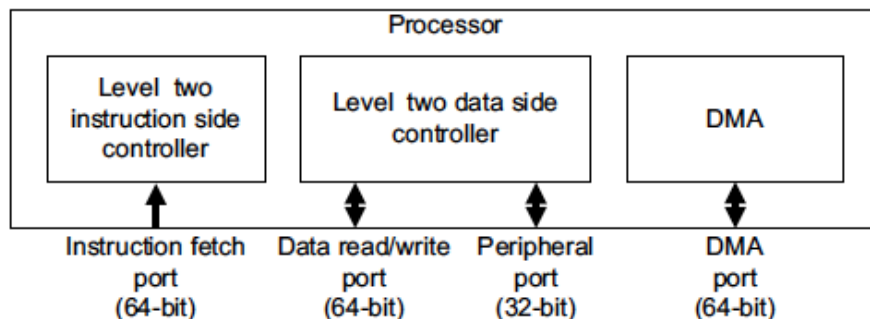 Processor
Level two
instruction side
controller
Level two data side
controller
DMA
Instruction fetch
port
(64-bit)
Data read/write
port
(64-bit)
Peripheral
port
(32-bit)
DMA
port
(64-bit)